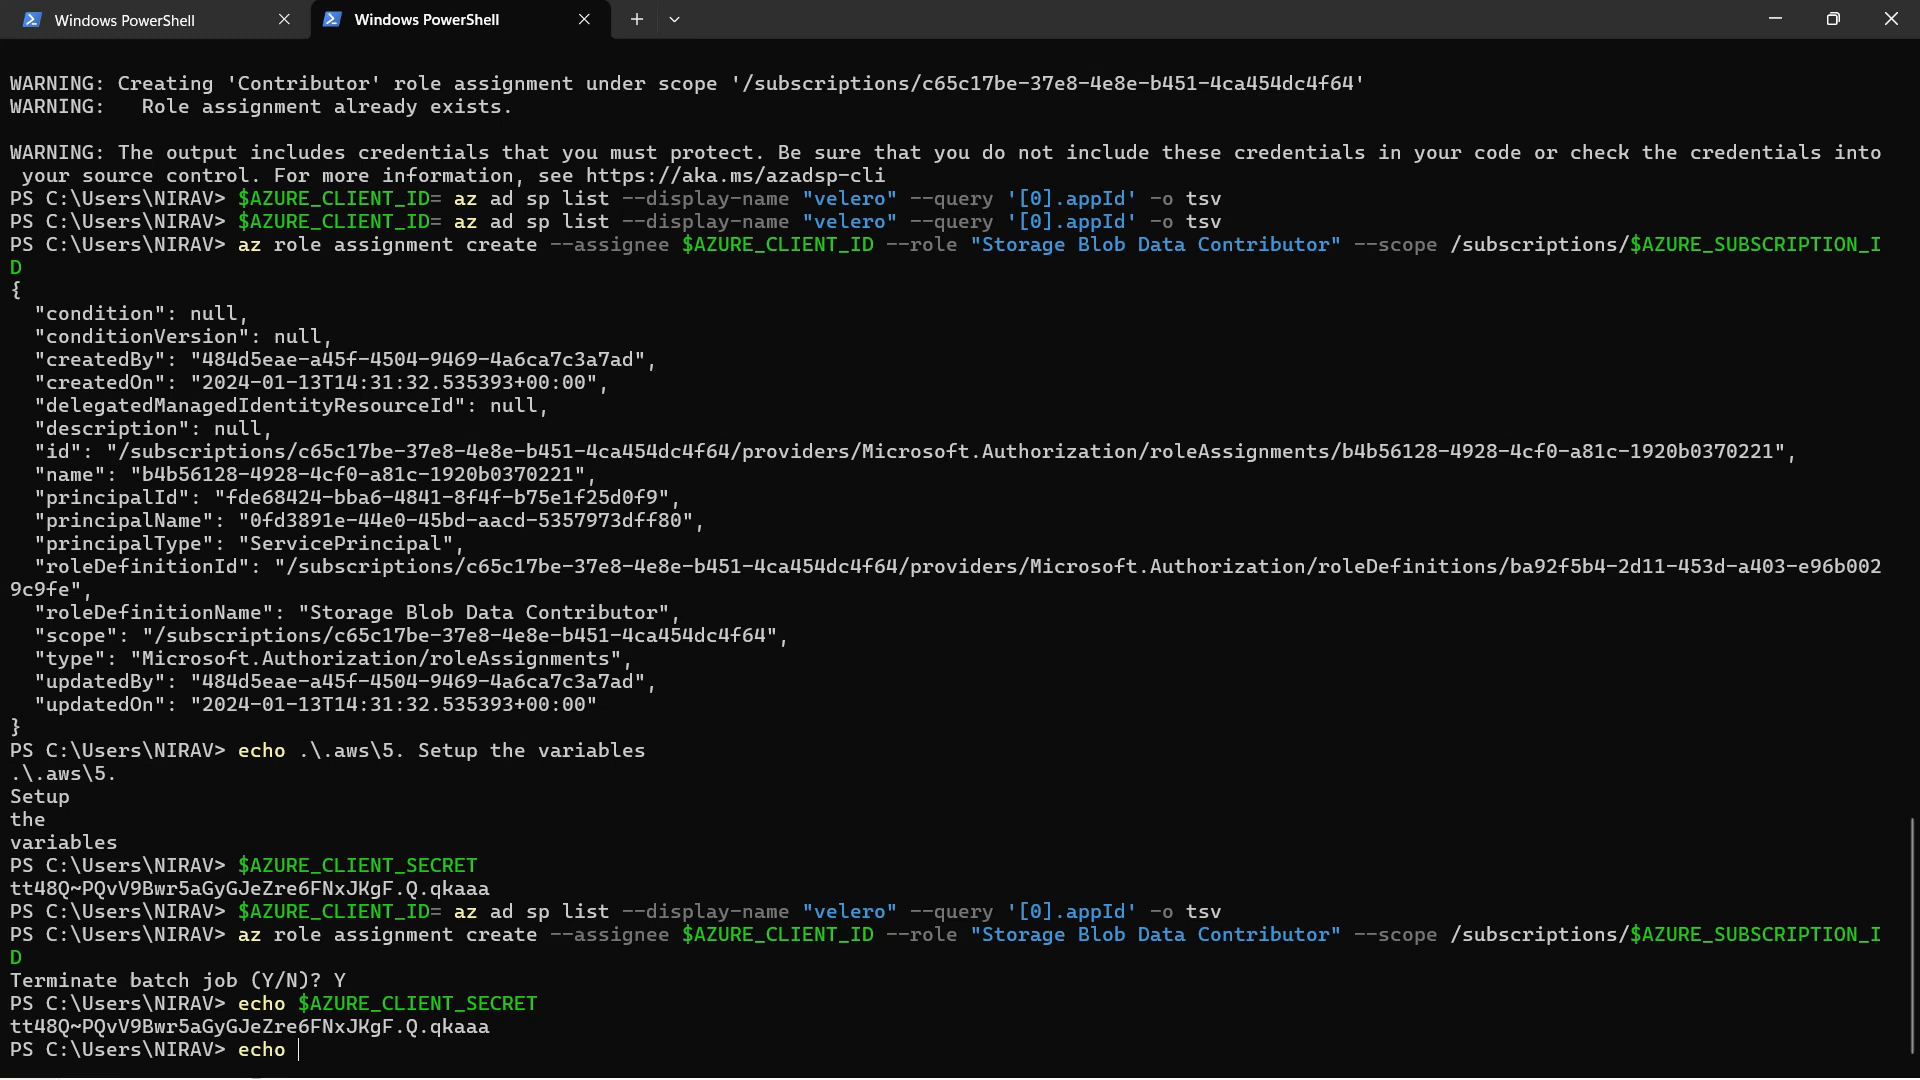 Windows PowerShell
Windows PowerShell
WARNING: Creating 'Contributor' role assignment under scope '/subscriptions/c65c17be-37e8-4e8e-b451-4ca454dc4f64'
WARNING:   Role assignment already exists.
WARNING: The output includes credentials that you must protect. Be sure that you do not include these credentials in your code or check the credentials into
your source control. For more information, see https://aka.ms/azadsp-cli
PS C:\Users\NIRAV> $AZURE_CLIENT_ID= az ad sp list --display-name "velero" --query '[0].appId' -o tsv
PS C:\Users\NIRAV> $AZURE_CLIENT_ID= az ad sp list --display-name "velero" --query '[0].appId' -o tsv
PS C:\Users\NIRAV> az role assignment create --assignee $AZURE_CLIENT_ID --role "Storage Blob Data Contributor" --scope /subscriptions/$AZURE_SUBSCRIPTION_I
D
{
  "condition": null,
  "conditionVersion": null,
  "createdBy": "484d5eae-a45f-4504-9469-4a6ca7c3a7ad",
  "createdOn": "2024-01-13T14:31:32.535393+00:00",
  "delegatedManagedIdentityResourceId": null,
  "description": null,
  "id": "/subscriptions/c65c17be-37e8-4e8e-b451-4ca454dc4f64/providers/Microsoft.Authorization/roleAssignments/b4b56128-4928-4cf0-a81c-1920b0370221",
  "name": "b4b56128-4928-4cf0-a81c-1920b0370221",
  "principalId": "fde68424-bba6-4841-8f4f-b75e1f25d0f9",
  "principalName": "0fd3891e-44e0-45bd-aacd-5357973dff80",
  "principalType": "ServicePrincipal",
  "roleDefinitionId": "/subscriptions/c65c17be-37e8-4e8e-b451-4ca454dc4f64/providers/Microsoft.Authorization/roleDefinitions/ba92f5b4-2d11-453d-a403-e96b002
9c9fe",
  "roleDefinitionName": "Storage Blob Data Contributor",
  "scope": "/subscriptions/c65c17be-37e8-4e8e-b451-4ca454dc4f64",
  "type": "Microsoft.Authorization/roleAssignments",
  "updatedBy": "484d5eae-a45f-4504-9469-4a6ca7c3a7ad",
  "updatedOn": "2024-01-13T14:31:32.535393+00:00"
}
PS C:\Users\NIRAV> echo .\.aws\5. Setup the variables
.\.aws\5.
Setup
the
variables
PS C:\Users\NIRAV> $AZURE_CLIENT_SECRET
tt48Q~PQvV9Bwr5aGyGJeZre6FNxJKgF.Q.qkaaa
PS C:\Users\NIRAV> $AZURE_CLIENT_ID= az ad sp list --display-name "velero" --query '[0].appId' -o tsv
PS C:\Users\NIRAV> az role assignment create --assignee $AZURE_CLIENT_ID --role "Storage Blob Data Contributor" --scope /subscriptions/$AZURE_SUBSCRIPTION_I
D
Terminate batch job (Y/N)? Y
PS C:\Users\NIRAV> echo $AZURE_CLIENT_SECRET
tt48Q~PQvV9Bwr5aGyGJeZre6FNxJKgF.Q.qkaaa
PS C:\Users\NIRAV> echo